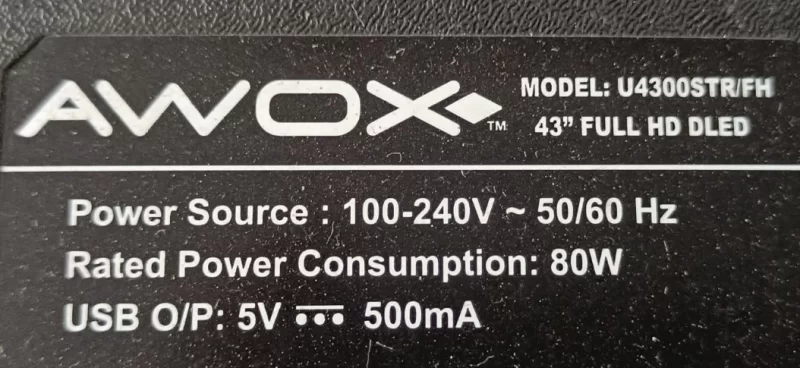 AWOX™
MODEL: U4300STR/FH
43” FULL HD DLED
Power Source : 100-240V ~ 50/60 Hz
Rated Power Consumption: 80W
USB O/P: 5V ⎓ 500mA